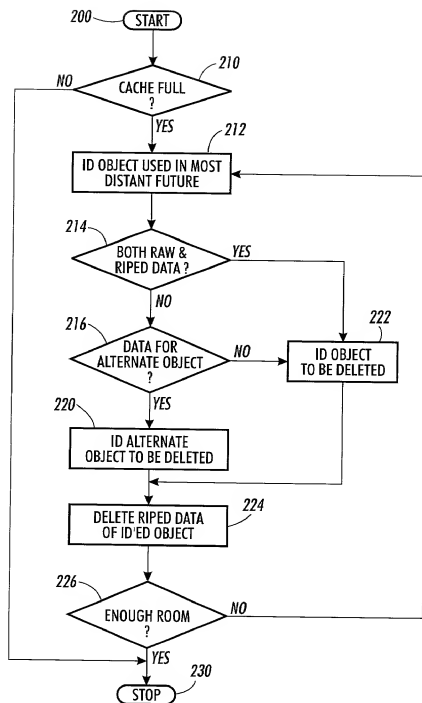 200
START
210
NO
CACHE FULL
?
YES
212
ID OBJECT USED IN MOST
DISTANT FUTURE
214
BOTH RAW &
RIPED DATA ?
YES
NO
216
DATA FOR
ALTERNATE OBJECT
?
NO
222
ID OBJECT
TO BE DELETED
YES
220
ID ALTERNATE
OBJECT TO BE DELETED
DELETE RIPED DATA
OF ID'ED OBJECT
224
226
ENOUGH ROOM
?
NO
YES
STOP
230